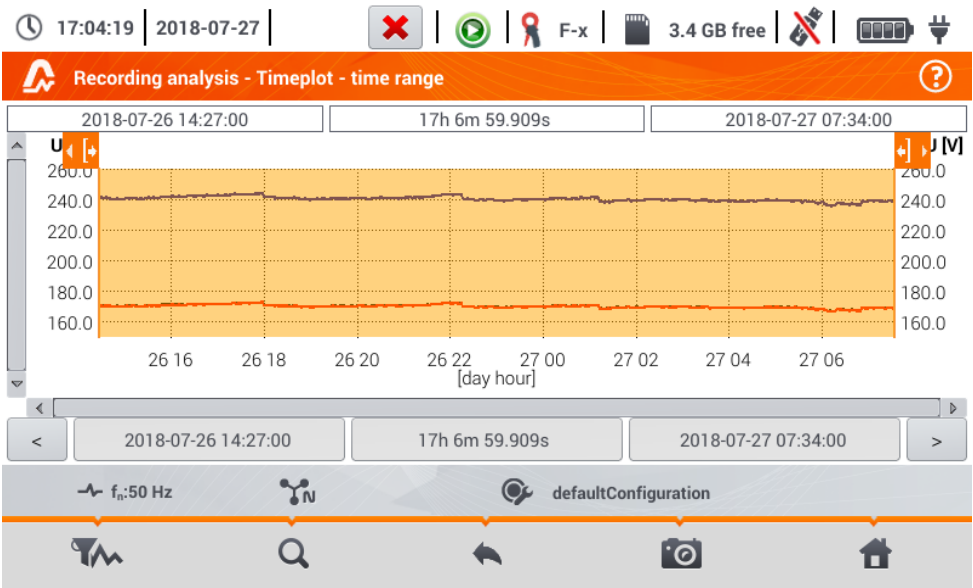 17:04:19 2018-07-27 F-x 3.4 GB free
Recording analysis - Timeplot - time range ?
2018-07-26 14:27:00 17h 6m 59.909s 2018-07-27 07:34:00
U U [V]
260.0 260.0
240.0 240.0
220.0 220.0
200.0 200.0
180.0 180.0
160.0 160.0
26 16 26 18 26 20 26 22 27 00 27 02 27 04 27 06
[day hour]
< 2018-07-26 14:27:00 17h 6m 59.909s 2018-07-27 07:34:00 >
fn:50 Hz N defaultConfiguration